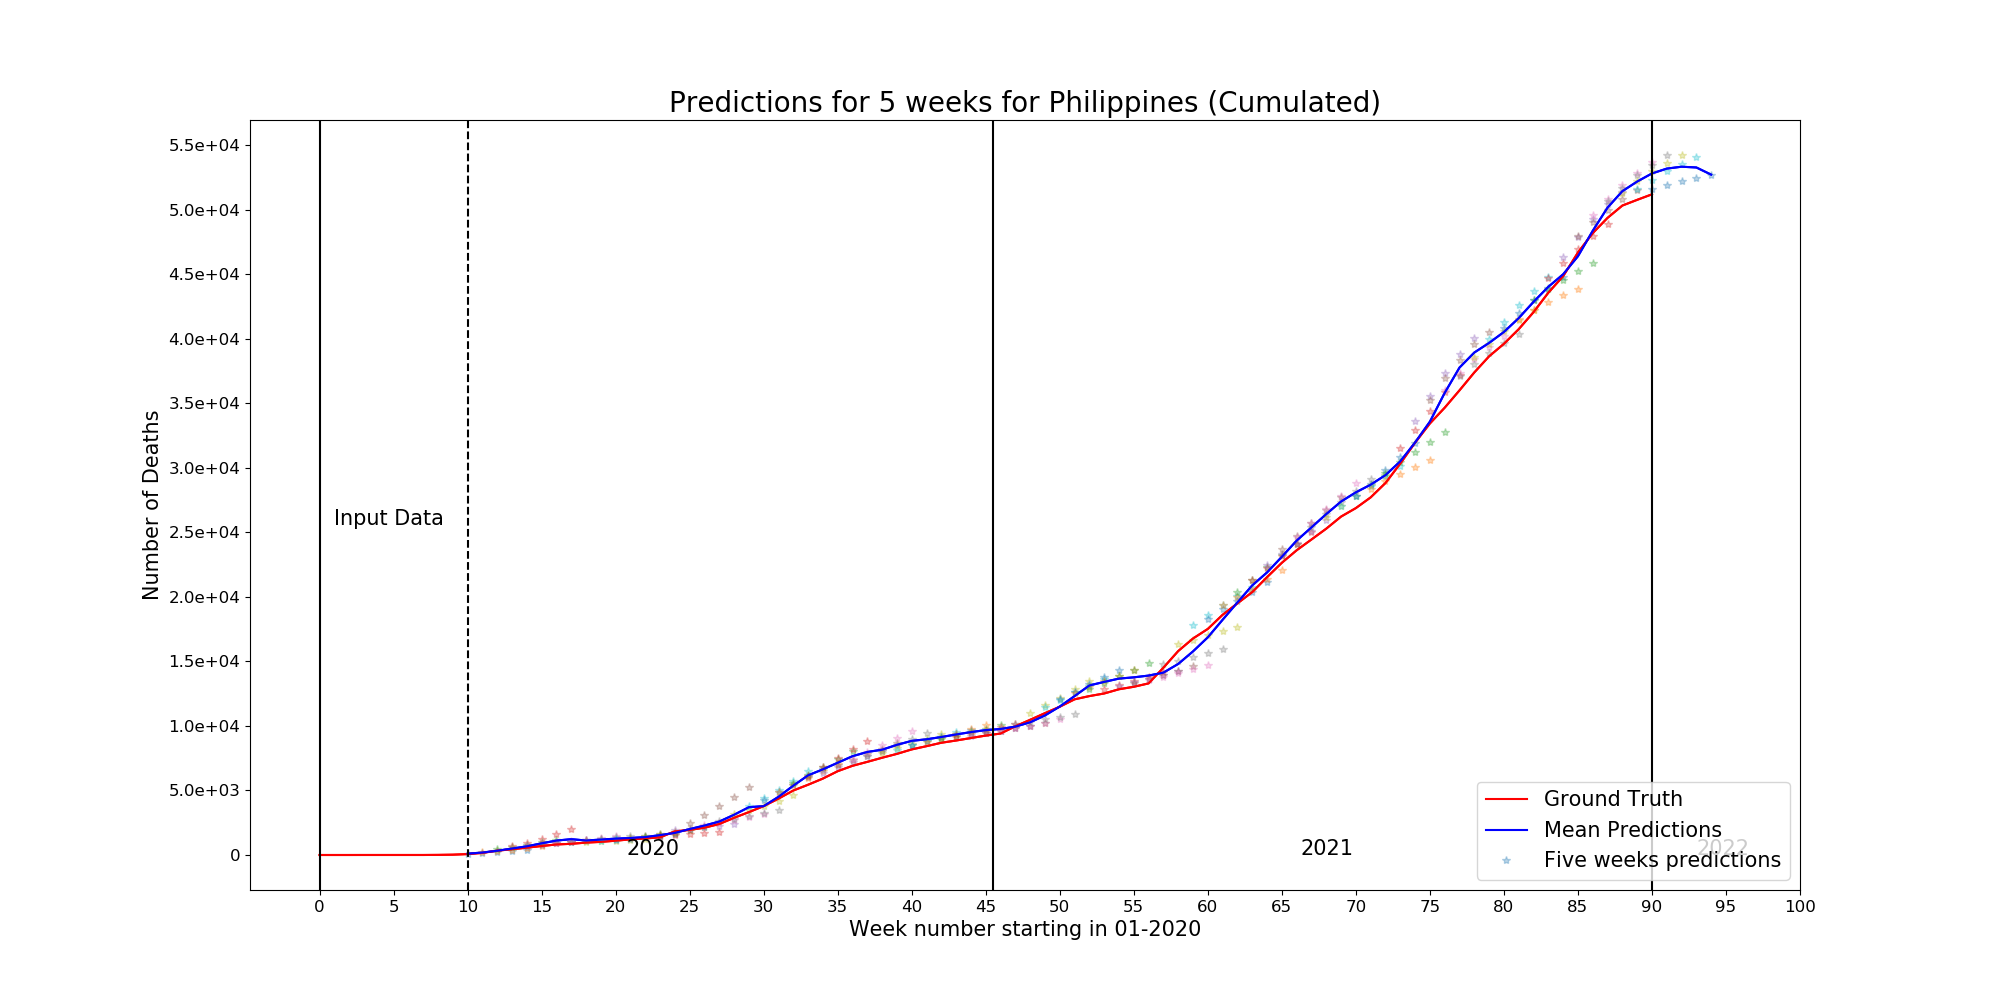 Predictions for 5 weeks for Philippines (Cumulated)
5.5e+04
5.0e+04
4.5e+04
4.0e+04
3.5e+04
3.0e+04
2.5e+04
2.0e+04
1.5e+04
1.0e+04
5.0e+03
0
Number of Deaths
Input Data
2020
2021
2022
Ground Truth
Mean Predictions
Five weeks predictions
0 5 10 15 20 25 30 35 40 45 50 55 60 65 70 75 80 85 90 95 100
Week number starting in 01-2020